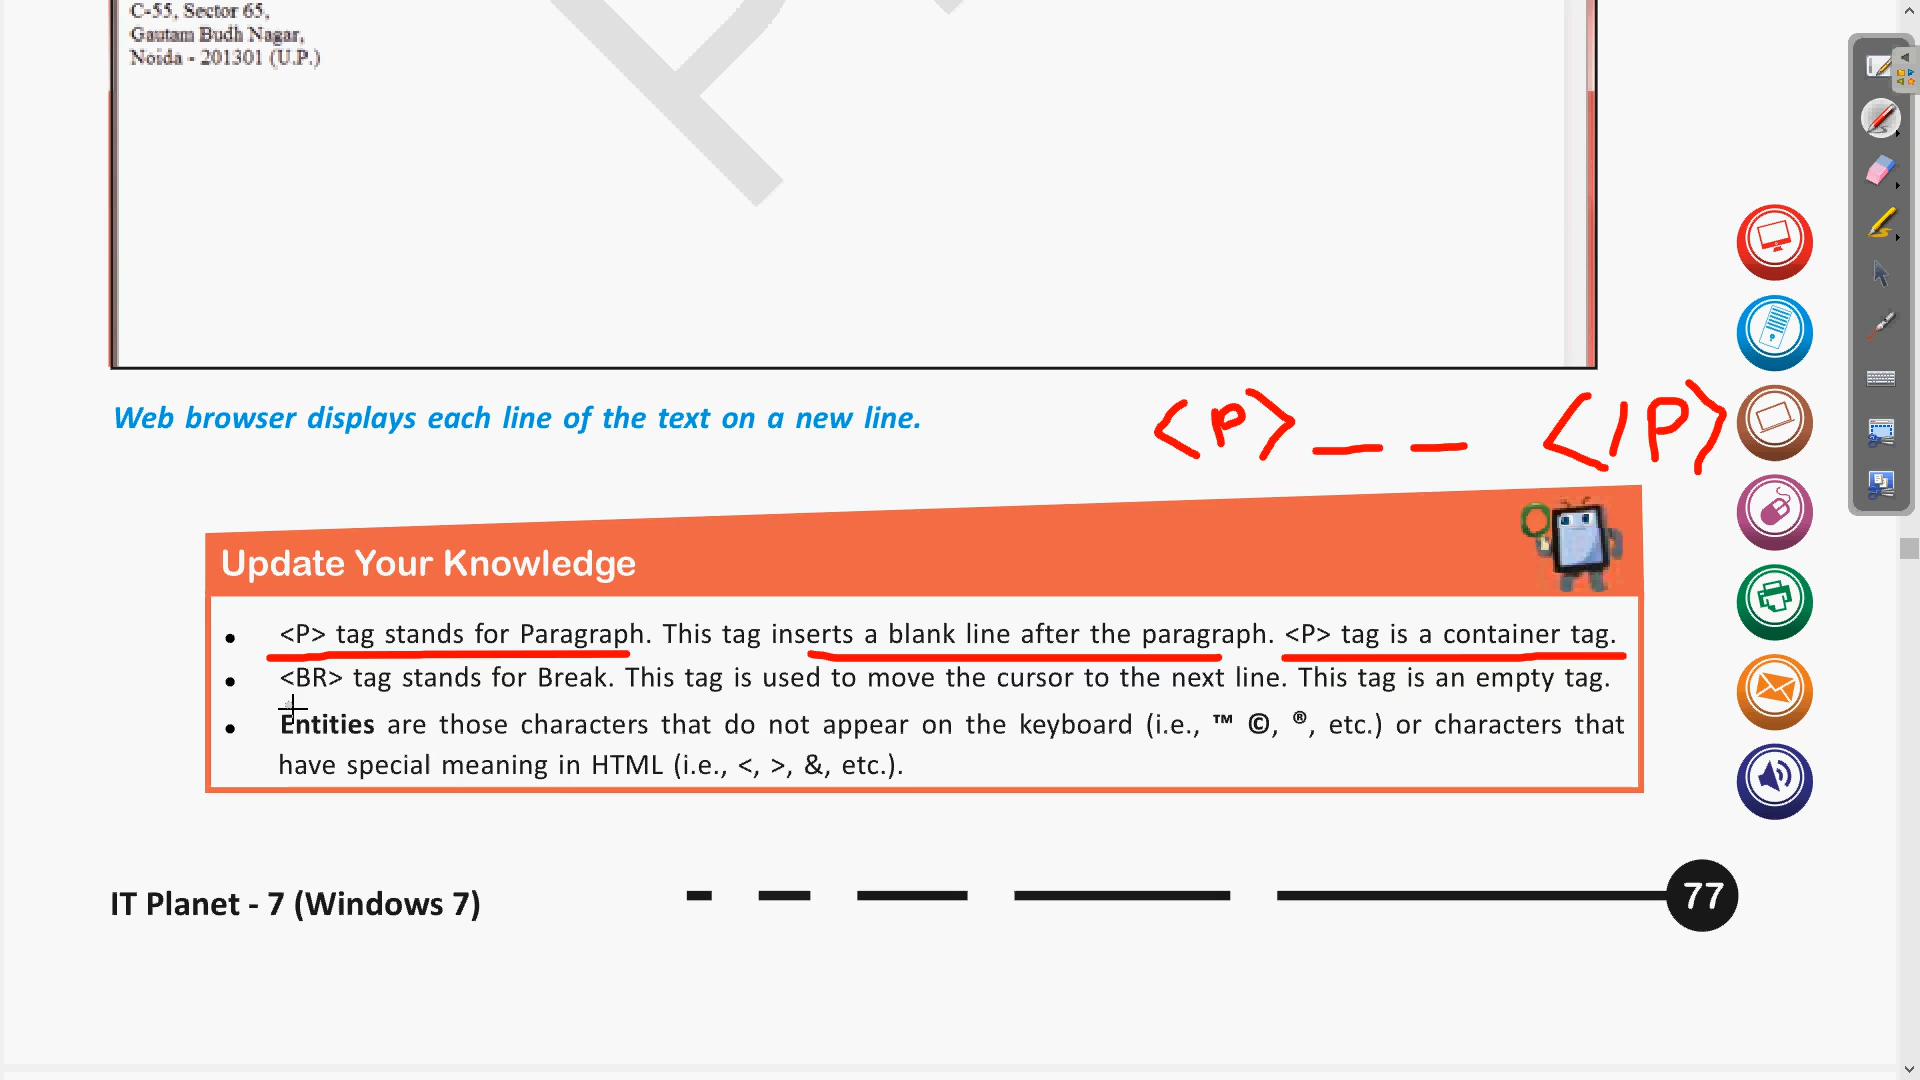 C-55, Sector 65,
Gautam Budh Nagar,
Noida - 201301 (U.P.)
Web browser displays each line of the text on a new line.
<P> _ _ </P>
Update Your Knowledge
• <P> tag stands for Paragraph. This tag inserts a blank line after the paragraph. <P> tag is a container tag.
• <BR> tag stands for Break. This tag is used to move the cursor to the next line. This tag is an empty tag.
• Entities are those characters that do not appear on the keyboard (i.e., ™ ©, ®, etc.) or characters that
have special meaning in HTML (i.e., <, >, &, etc.).
IT Planet - 7 (Windows 7)
77